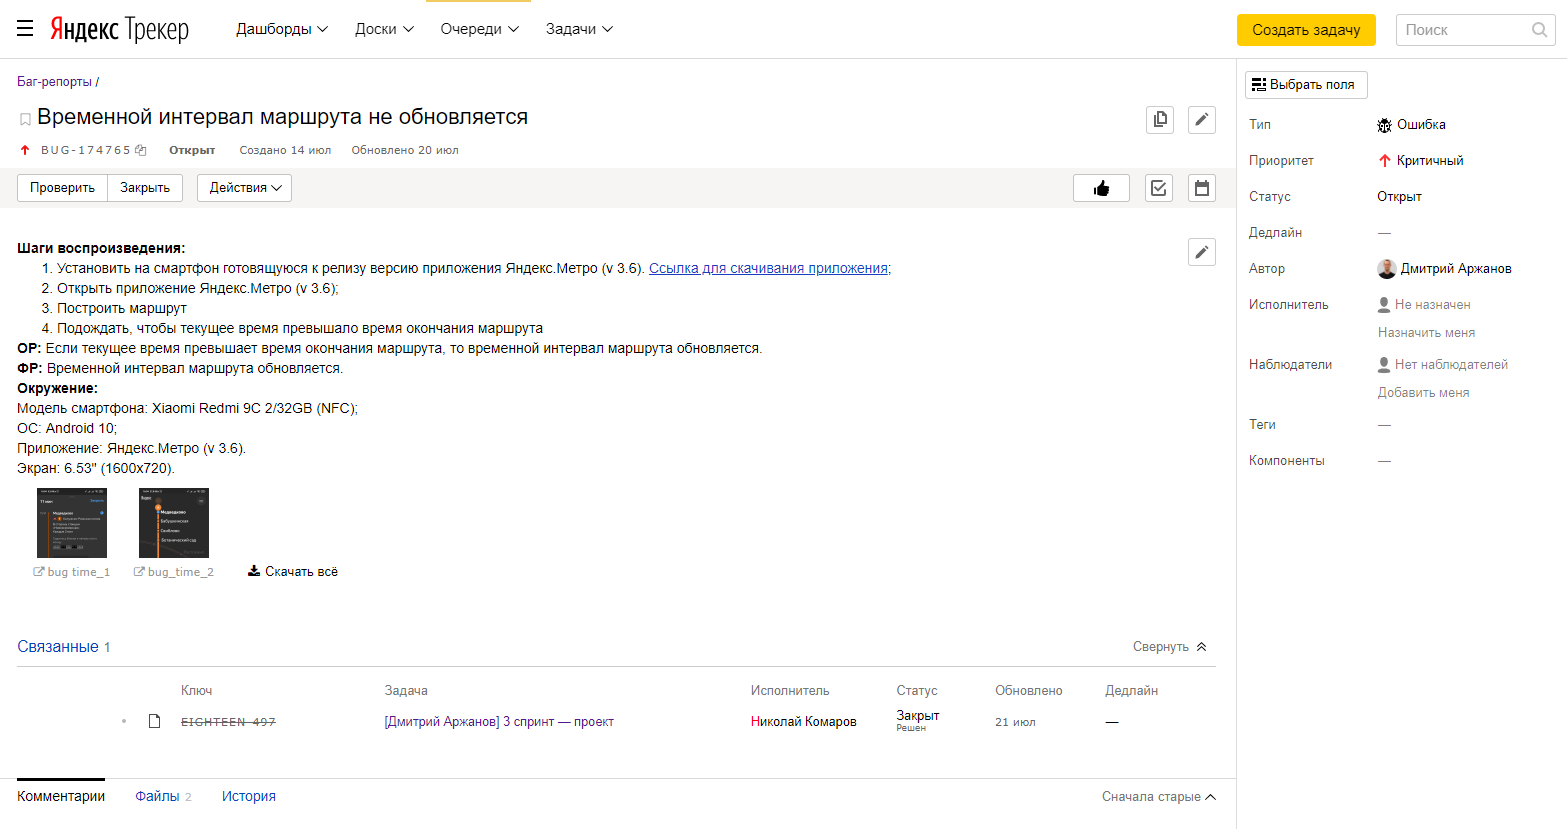 Яндекс Трекер
Дашборды
Доски
Очереди
Задачи
Создать задачу
Поиск
Баг-репорты /
Временной интервал маршрута не обновляется
BUG-174765
Открыт
Создано 14 июл
Обновлено 20 июл
Проверить
Закрыть
Действия
Шаги воспроизведения:
1. Установить на смартфон готовящуюся к релизу версию приложения Яндекс.Метро (v 3.6). Ссылка для скачивания приложения;
2. Открыть приложение Яндекс.Метро (v 3.6);
3. Построить маршрут
4. Подождать, чтобы текущее время превышало время окончания маршрута
ОР: Если текущее время превышает время окончания маршрута, то временной интервал маршрута обновляется.
ФР: Временной интервал маршрута обновляется.
Окружение:
Модель смартфона: Xiaomi Redmi 9C 2/32GB (NFC);
ОС: Android 10;
Приложение: Яндекс.Метро (v 3.6).
Экран: 6.53" (1600x720).
Медведково
Медведково
Бабушкинская
Свиблово
Ботанический сад
bug time_1
bug_time_2
Скачать всё
Связанные 1
Свернуть
Ключ
Задача
Исполнитель
Статус
Обновлено
Дедлайн
EIGHTEEN-497
[Дмитрий Аржанов] 3 спринт — проект
Николай Комаров
Закрыт
Решен
21 июл
—
Комментарии
Файлы 2
История
Сначала старые
Выбрать поля
Тип
Ошибка
Приоритет
Критичный
Статус
Открыт
Дедлайн
—
Автор
Дмитрий Аржанов
Исполнитель
Не назначен
Назначить меня
Наблюдатели
Нет наблюдателей
Добавить меня
Теги
—
Компоненты
—